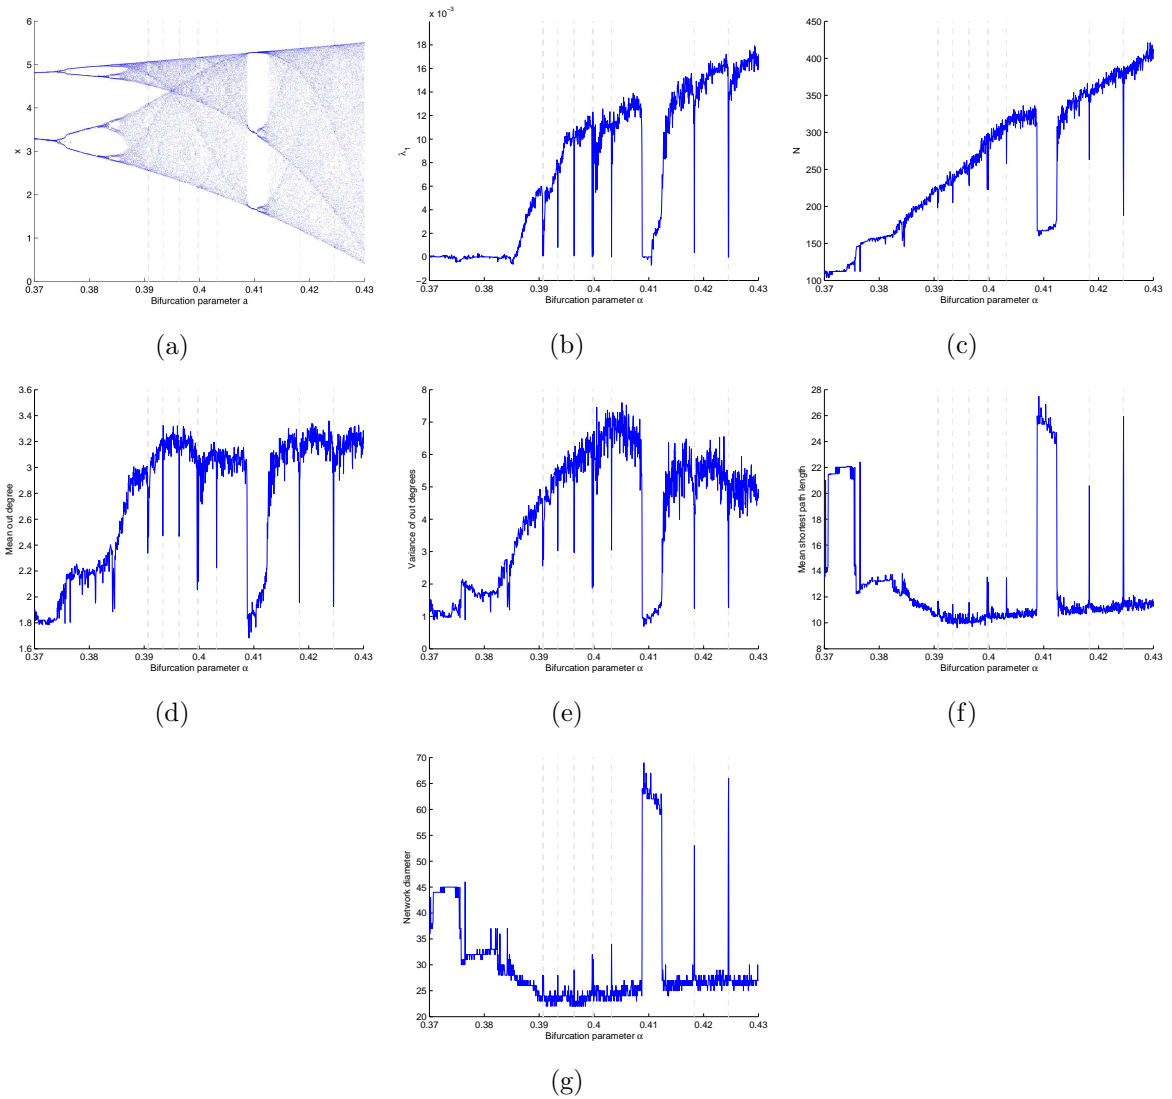 6
5
4
3
2
1
0
x
0.37 0.38 0.39 0.4 0.41 0.42 0.43
Bifurcation parameter a
(a)
x 10⁻³
16
14
12
10
8
6
4
2
0
−2
λ₁
0.37 0.38 0.39 0.4 0.41 0.42 0.43
Bifurcation parameter α
(b)
450
400
350
300
250
200
150
100
N
0.37 0.38 0.39 0.4 0.41 0.42 0.43
Bifurcation parameter α
(c)
3.6
3.4
3.2
3.0
2.8
2.6
2.4
2.2
2.0
1.8
1.6
Mean out degree
0.37 0.38 0.39 0.4 0.41 0.42 0.43
Bifurcation parameter α
(d)
8
7
6
5
4
3
2
1
0
Variance of out degrees
0.37 0.38 0.39 0.4 0.41 0.42 0.43
Bifurcation parameter α
(e)
28
26
24
22
20
18
16
14
12
10
8
Mean shortest path length
0.37 0.38 0.39 0.4 0.41 0.42 0.43
Bifurcation parameter α
(f)
70
65
60
55
50
45
40
35
30
25
20
Network diameter
0.37 0.38 0.39 0.4 0.41 0.42 0.43
Bifurcation parameter α
(g)